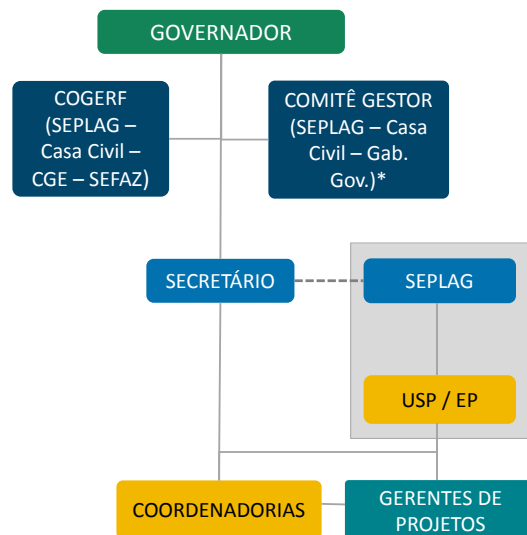 GOVERNADOR
COGERF
(SEPLAG –
Casa Civil –
CGE – SEFAZ)
COMITÊ GESTOR
(SEPLAG – Casa
Civil – Gab.
Gov.)*
SECRETÁRIO
SEPLAG
USP / EP
COORDENADORIAS
GERENTES DE
PROJETOS